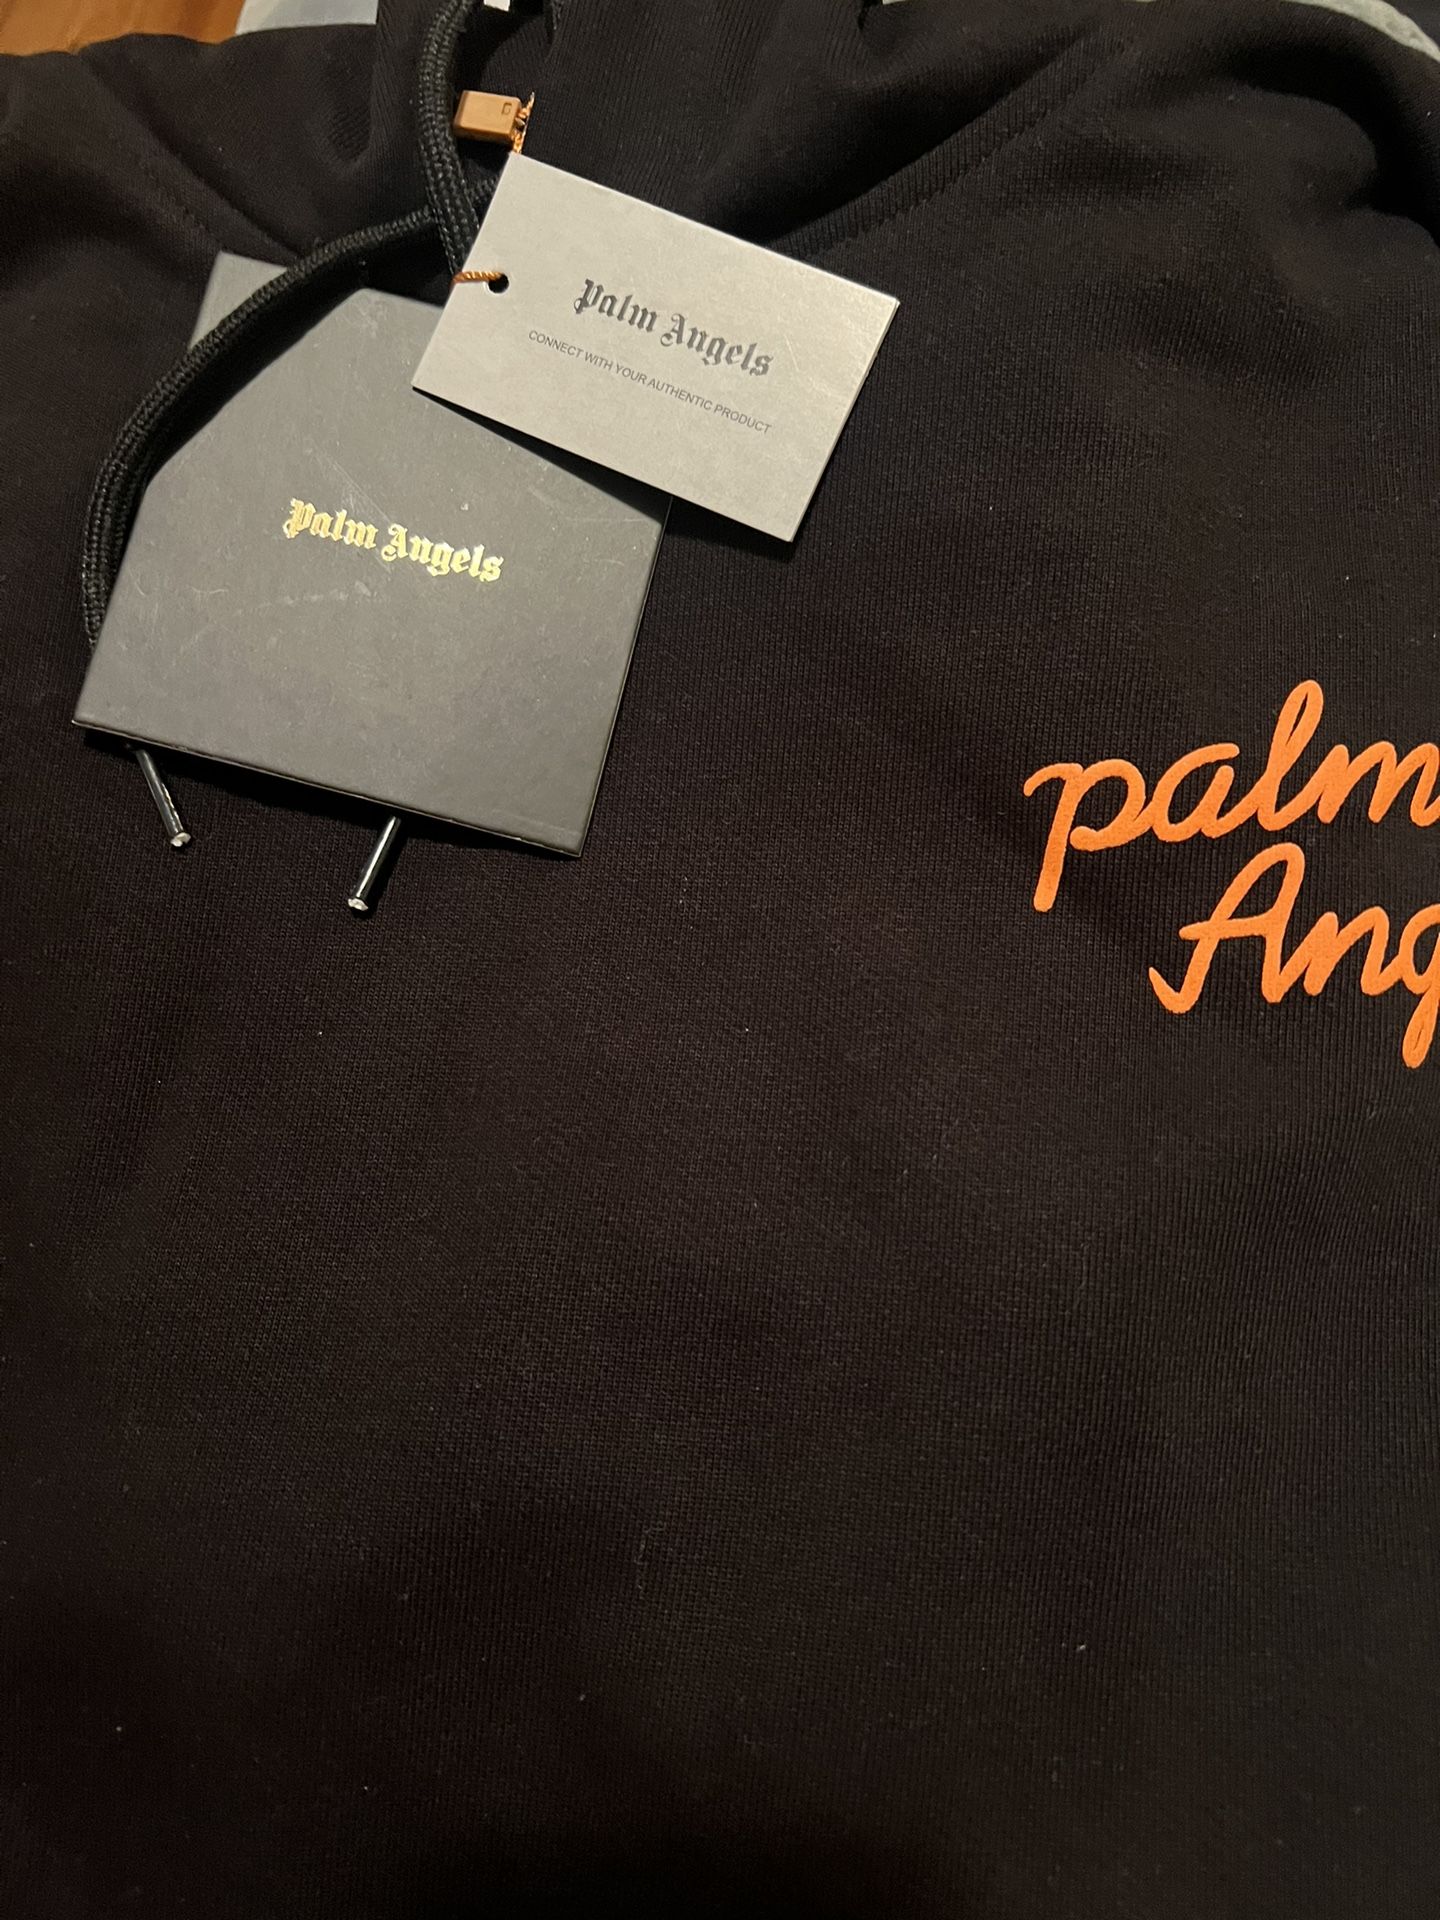 Palm Angels
CONNECT WITH YOUR AUTHENTIC PRODUCT
Palm Angels
palm
Ang